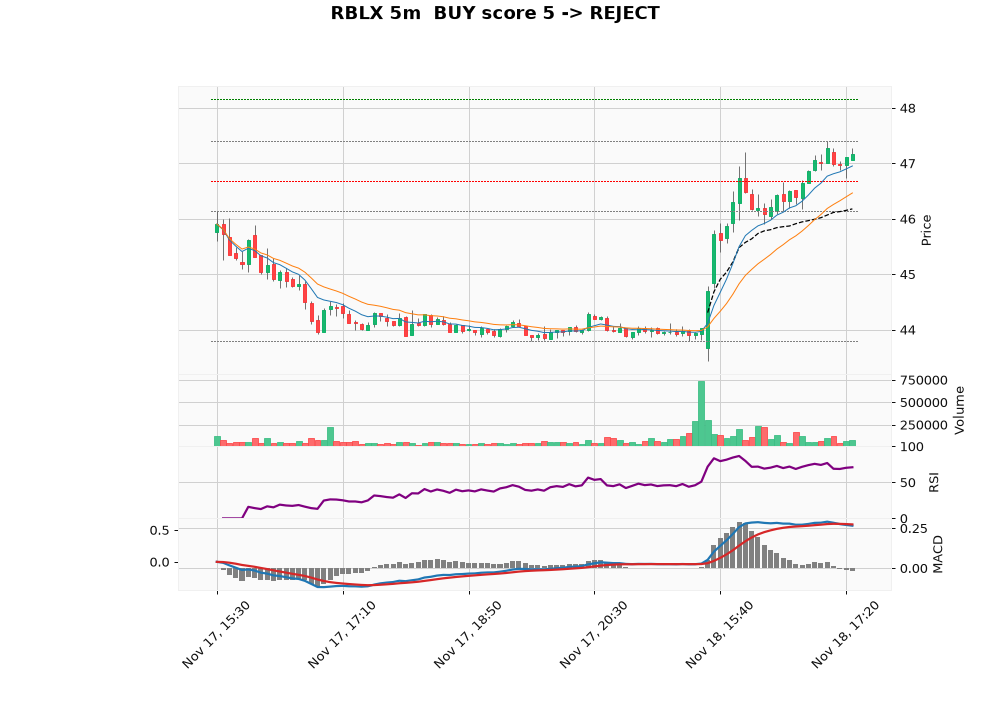 RBLX 5m  BUY score 5 -> REJECT
48
47
46
45
44
Price
750000
500000
250000
Volume
100
50
0
RSI
0.5
0.0
0.25
0.00
MACD
Nov 17, 15:30
Nov 17, 17:10
Nov 17, 18:50
Nov 17, 20:30
Nov 18, 15:40
Nov 18, 17:20